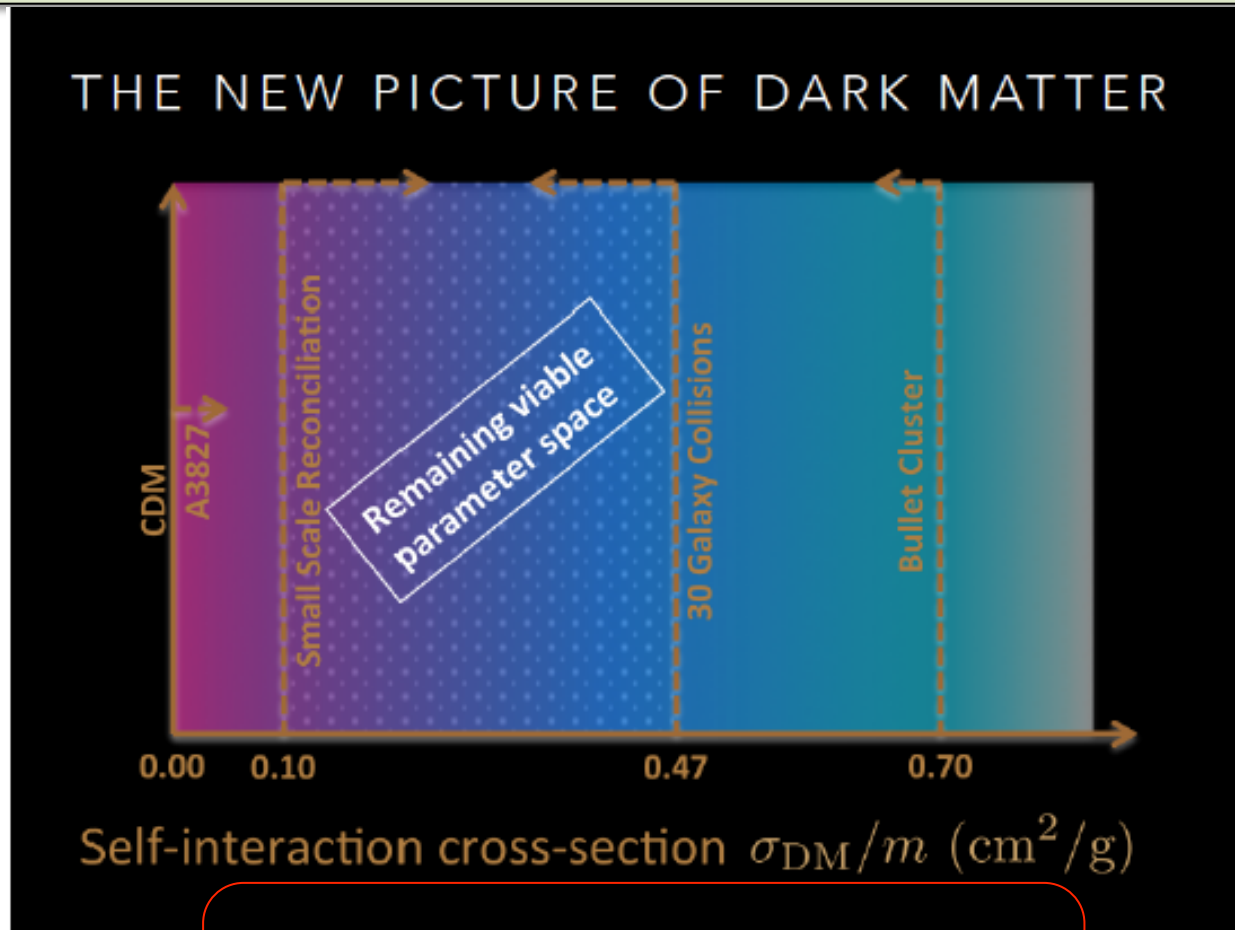 THE NEW PICTURE OF DARK MATTER
CDM
A3827
Small Scale Reconciliation
Remaining viable
parameter space
30 Galaxy Collisions
Bullet Cluster
0.00 0.10 0.47 0.70
Self-interaction cross-section σ_DM/m (cm²/g)